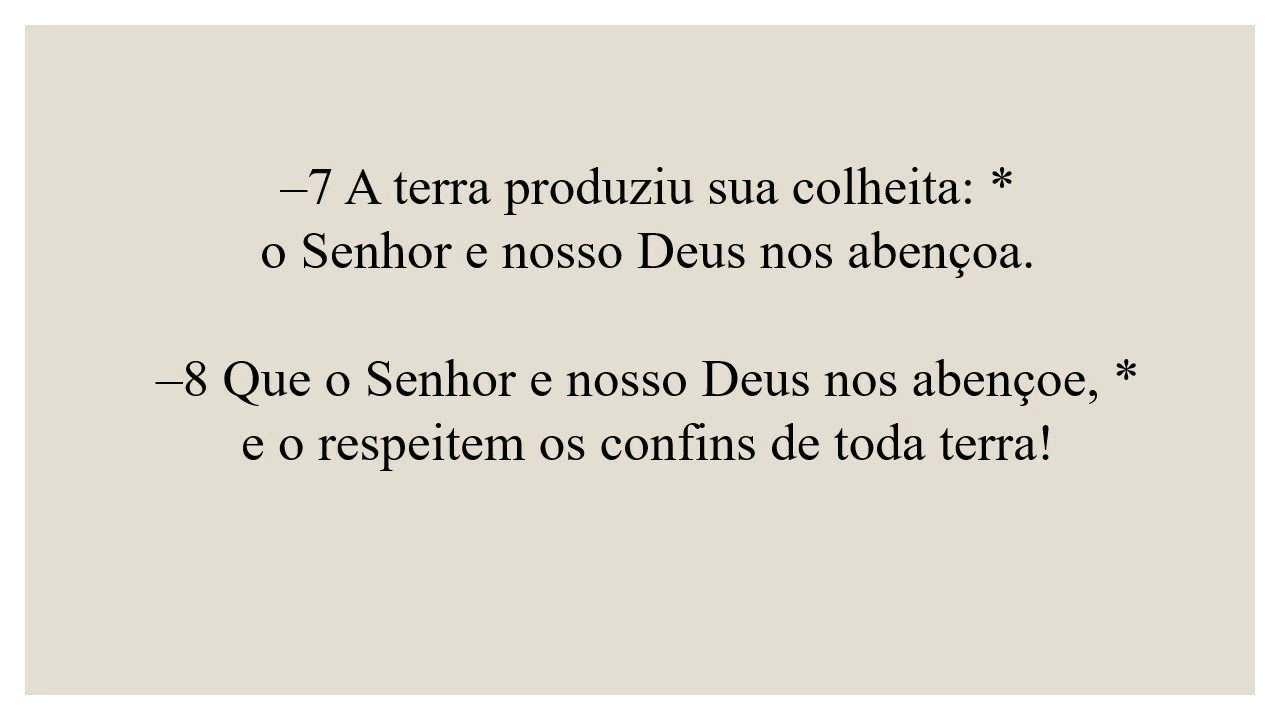 –7 A terra produziu sua colheita: *
o Senhor e nosso Deus nos abençoa.
–8 Que o Senhor e nosso Deus nos abençoe, *
e o respeitem os confins de toda terra!